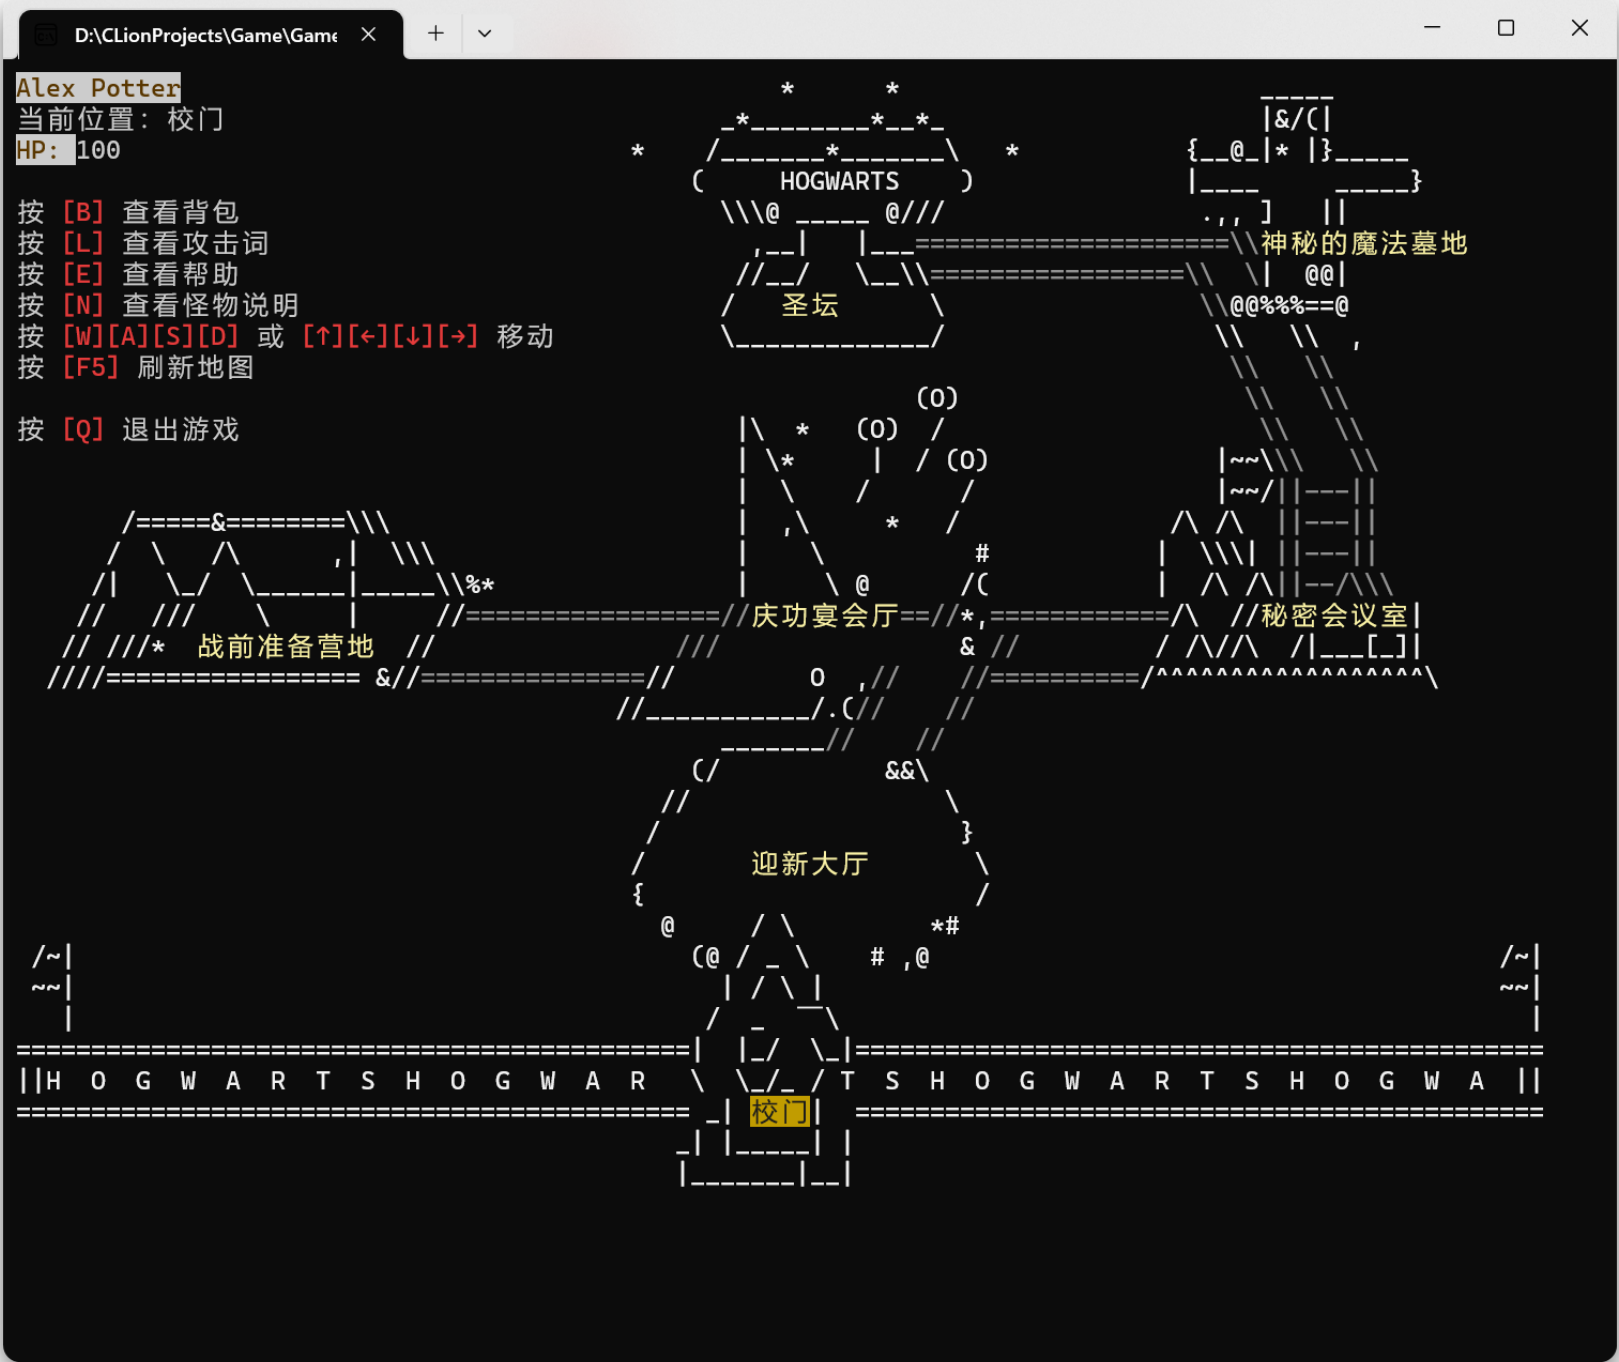 D:\CLionProjects\Game\Game
Alex Potter
当前位置: 校门
HP: 100
HOGWARTS
按 [B] 查看背包
按 [L] 查看攻击词
神秘的魔法墓地
按 [E] 查看帮助
按 [N] 查看怪物说明
圣坛
按 [W][A][S][D] 或 [↑][←][↓][→] 移动
按 [F5] 刷新地图
按 [Q] 退出游戏
庆功宴会厅
秘密会议室
战前准备营地
迎新大厅
||H O G W A R T S H O G W A R T S H O G W A R T S H O G W A ||
校门